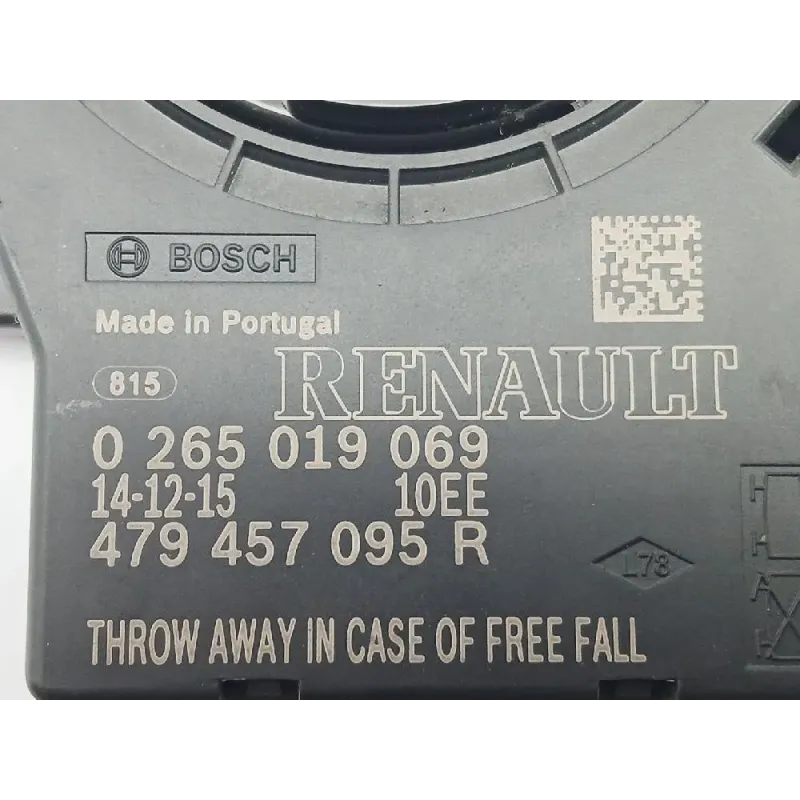 BOSCH
Made in Portugal
815
RENAULT
0 265 019 069
14-12-15 10EE
479 457 095 R
L78
THROW AWAY IN CASE OF FREE FALL
H
H
A